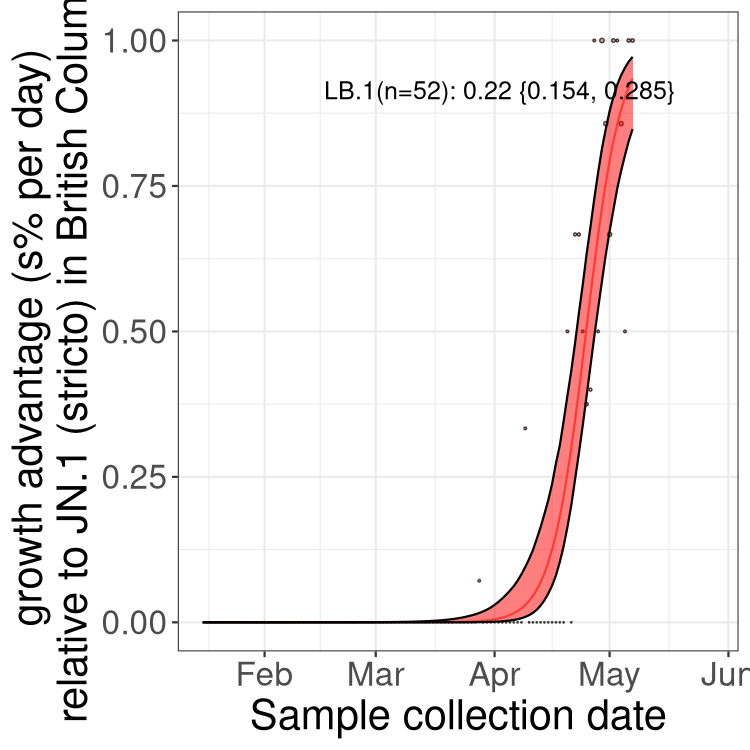 growth advantage (s% per day)
relative to JN.1 (stricto) in British Colum
1.00
0.75
0.50
0.25
0.00
LB.1(n=52): 0.22 {0.154, 0.285}
Feb Mar Apr May Jun
Sample collection date